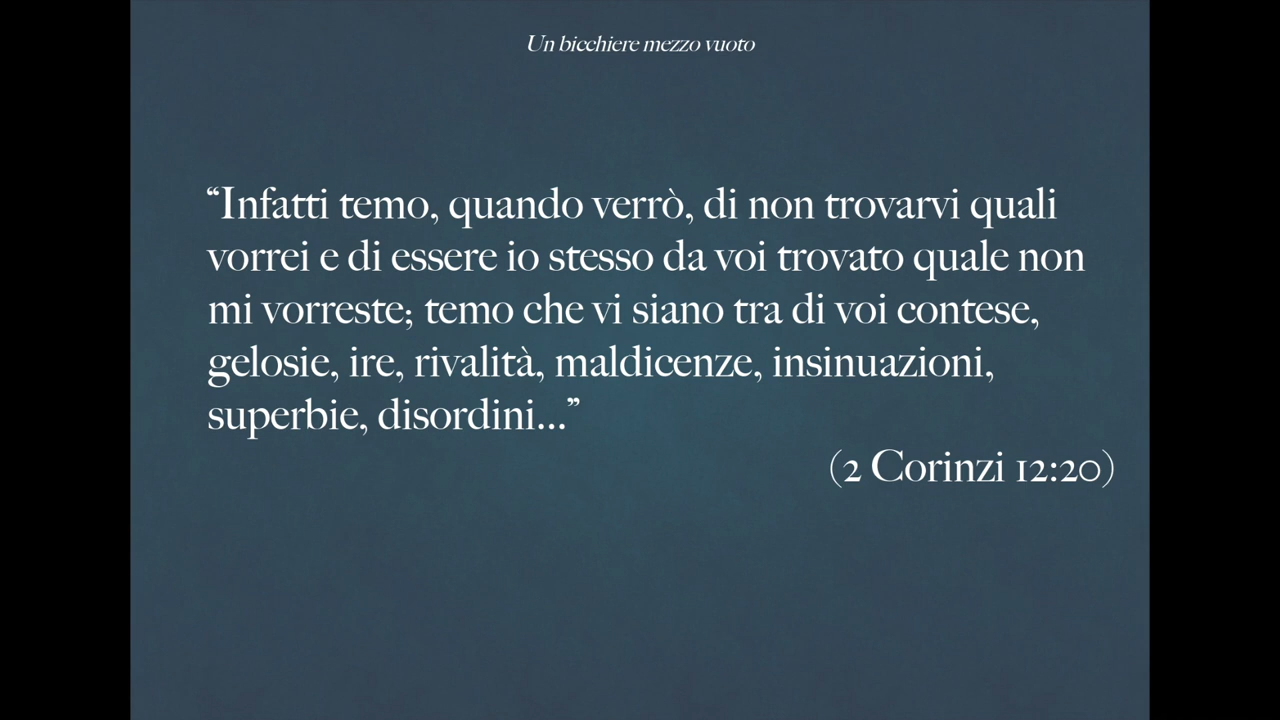 Un bicchiere mezzo vuoto
“Infatti temo, quando verrò, di non trovarvi quali
vorrei e di essere io stesso da voi trovato quale non
mi vorreste; temo che vi siano tra di voi contese,
gelosie, ire, rivalità, maldicenze, insinuazioni,
superbie, disordini...”
(2 Corinzi 12:20)